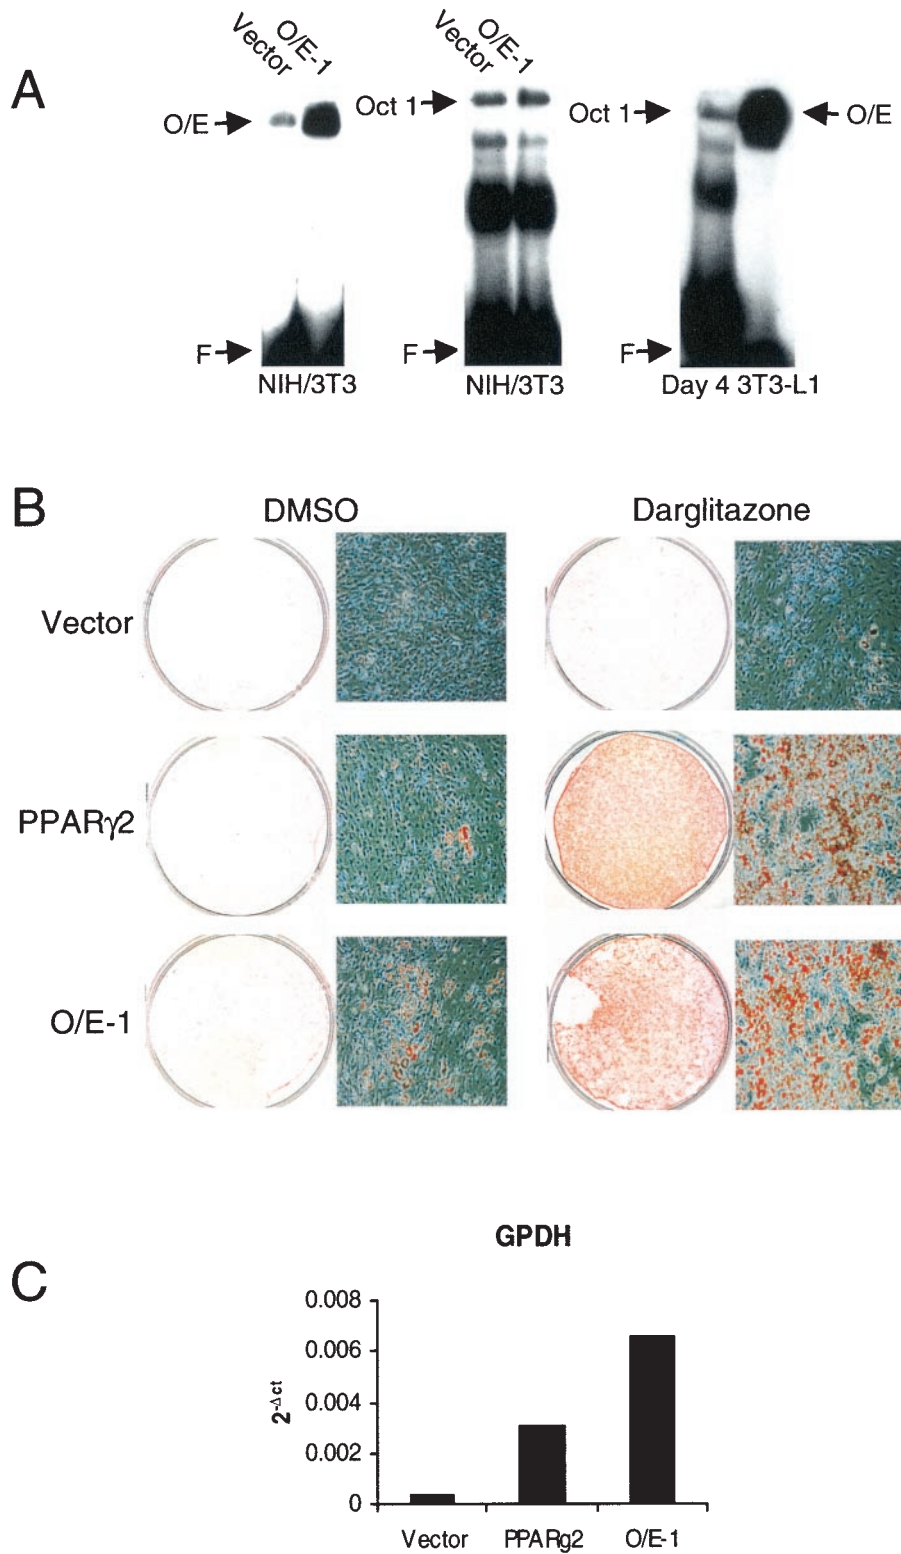 A
Vector
O/E-1
O/E
F
NIH/3T3
Vector
O/E-1
Oct 1
F
NIH/3T3
Oct 1
O/E
F
Day 4 3T3-L1
B
DMSO
Darglitazone
Vector
PPARγ2
O/E-1
C
GPDH
2^-Δct
0.008
0.006
0.004
0.002
0
Vector
PPARg2
O/E-1